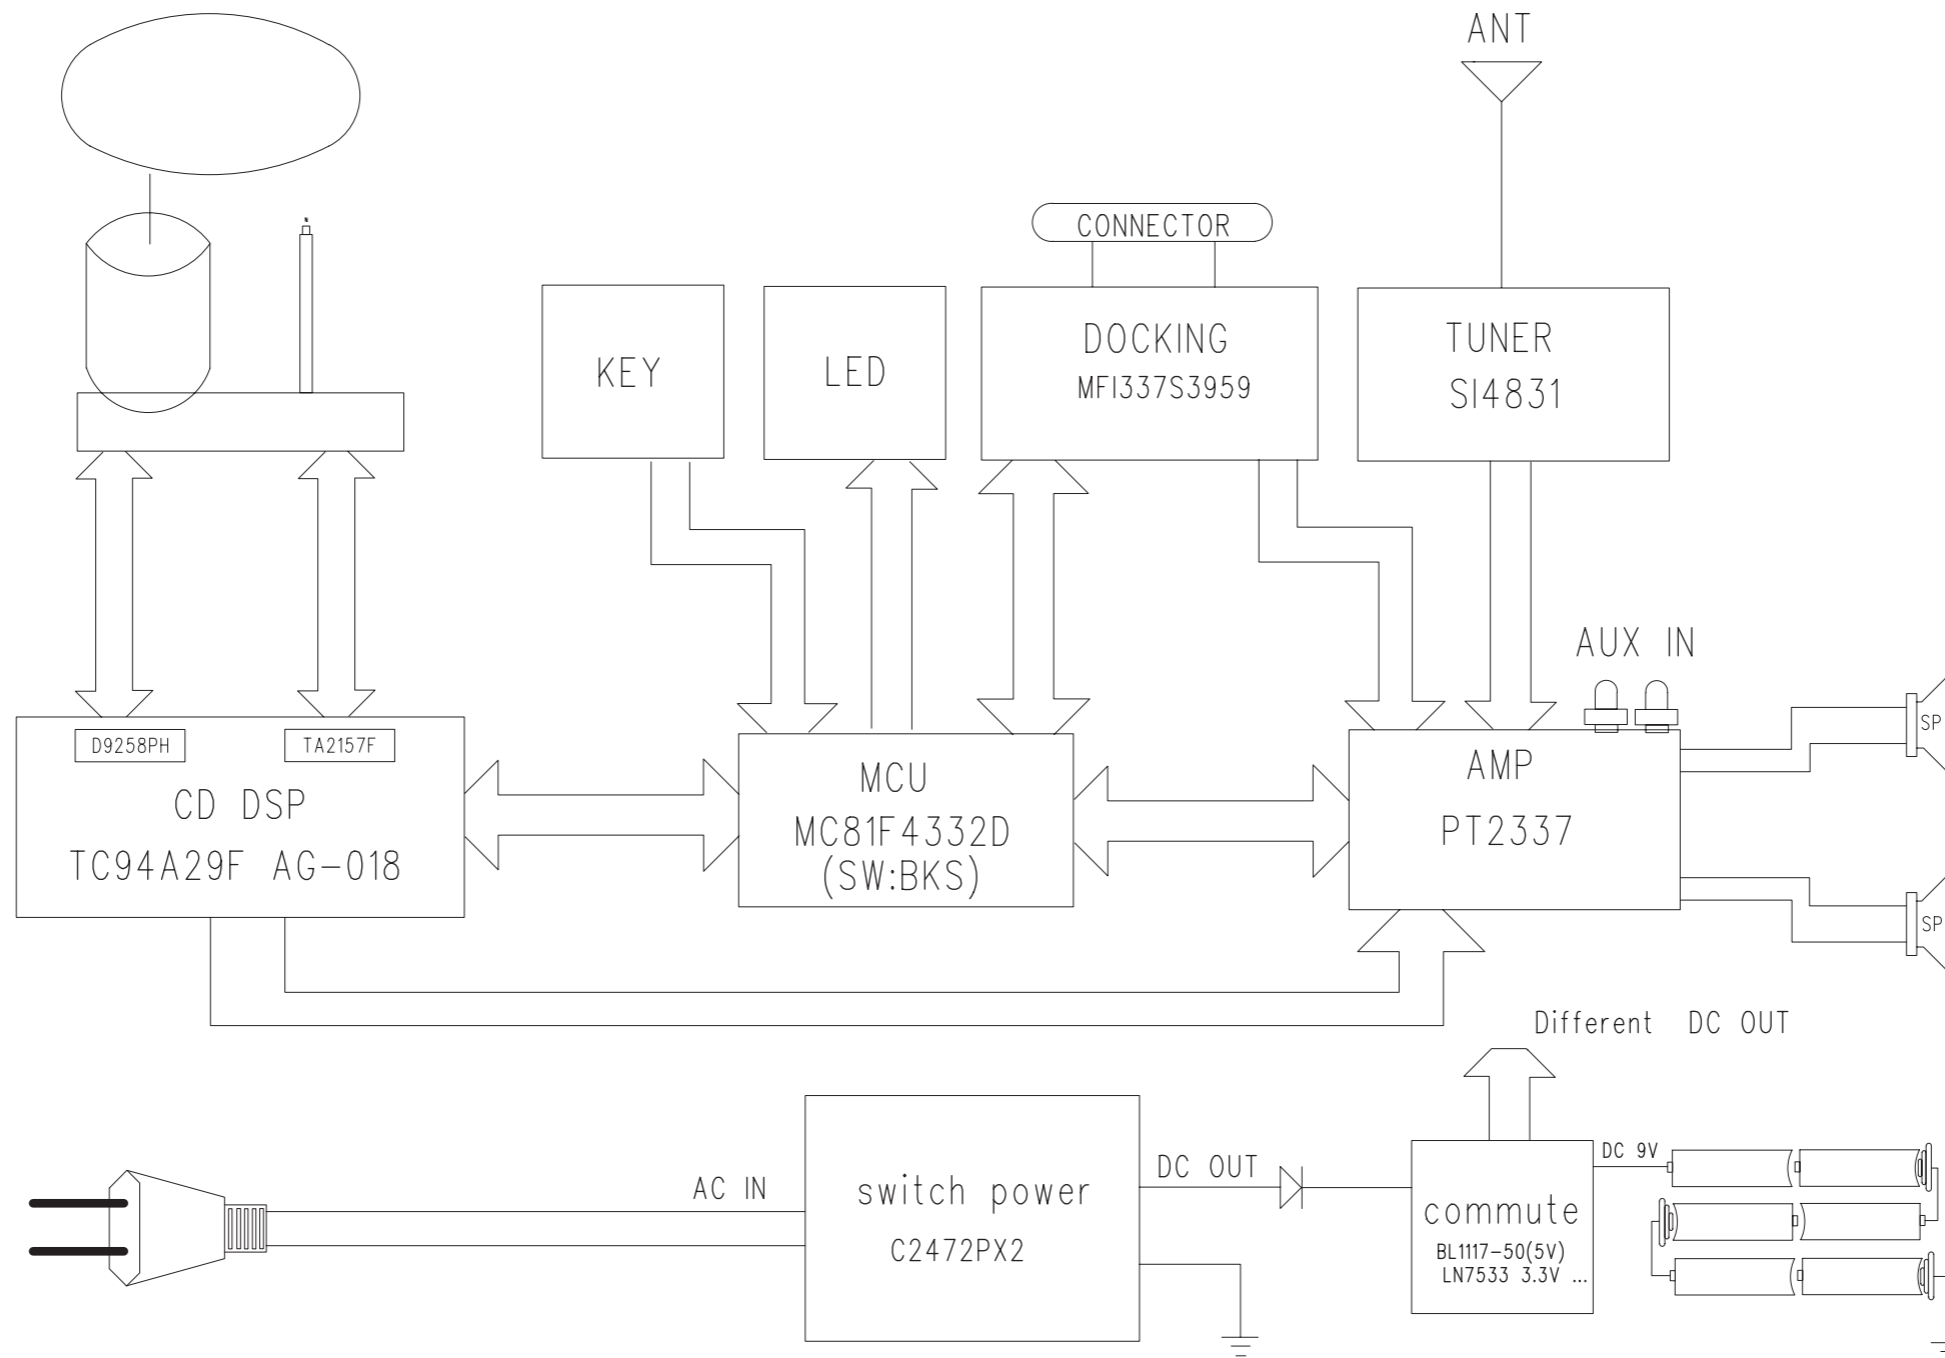 ANT
CONNECTOR
KEY
LED
DOCKING
MFI337S3959
TUNER
SI4831
AUX IN
D9258PH
TA2157F
CD DSP
TC94A29F AG-018
MCU
MC81F4332D
(SW:BKS)
AMP
PT2337
SP
SP
Different DC OUT
AC IN
switch power
C2472PX2
DC OUT
commute
BL1117-50(5V)
LN7533 3.3V ...
DC 9V